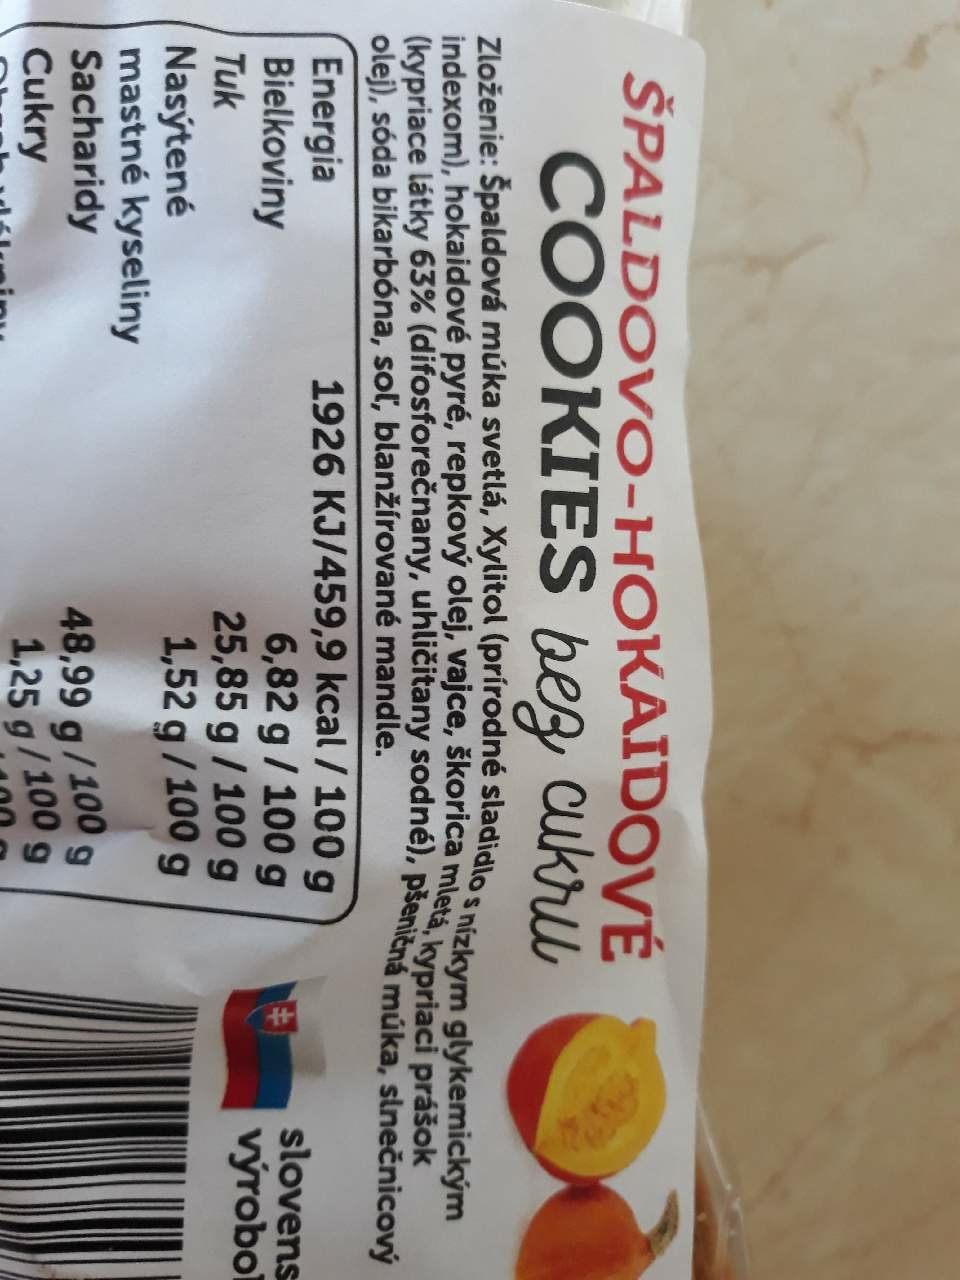 ŠPALDOVO-HOKAIDOVÉ
COOKIES bez cukru
Zloženie: Špaldová múka svetlá, Xylitol (prírodné sladidlo s nízkym glykemickým
indexom), hokaidové pyré, repkový olej, vajce, škorica mletá, kypriaci prášok
(kypriace látky 63% (difosforečnany, uhličitany sodné), pšeničná múka, slnečnicový
olej), sóda bikarbóna, soľ, blanžírované mandle.
Energia 1926 KJ/459,9 kcal / 100 g
Bielkoviny 6,82 g / 100 g
Tuk 25,85 g / 100 g
Nasýtené 1,52 g / 100 g
mastné kyseliny
Sacharidy 48,99 g / 100 g
Cukry 1,25 g / 100 g
slovens
výrobo